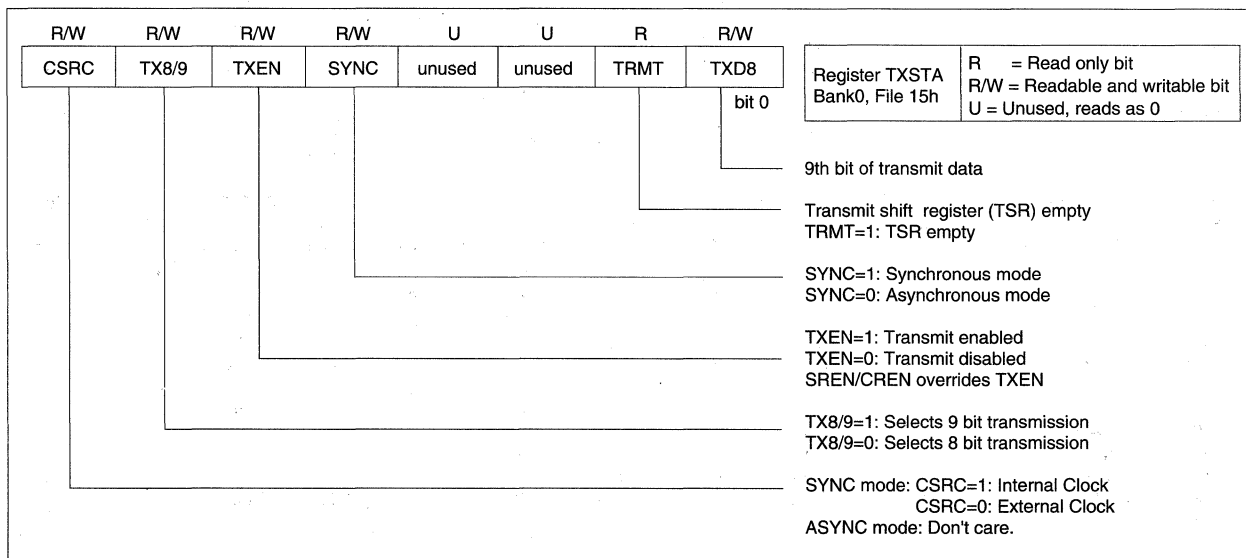 R/W R/W R/W R/W U U R R/W
CSRC TX8/9 TXEN SYNC unused unused TRMT TXD8
bit 0
Register TXSTA
Bank0, File 15h
R = Read only bit
R/W = Readable and writable bit
U = Unused, reads as 0
9th bit of transmit data
Transmit shift register (TSR) empty
TRMT=1: TSR empty
SYNC=1: Synchronous mode
SYNC=0: Asynchronous mode
TXEN=1: Transmit enabled
TXEN=0: Transmit disabled
SREN/CREN overrides TXEN
TX8/9=1: Selects 9 bit transmission
TX8/9=0: Selects 8 bit transmission
SYNC mode: CSRC=1: Internal Clock
CSRC=0: External Clock
ASYNC mode: Don't care.